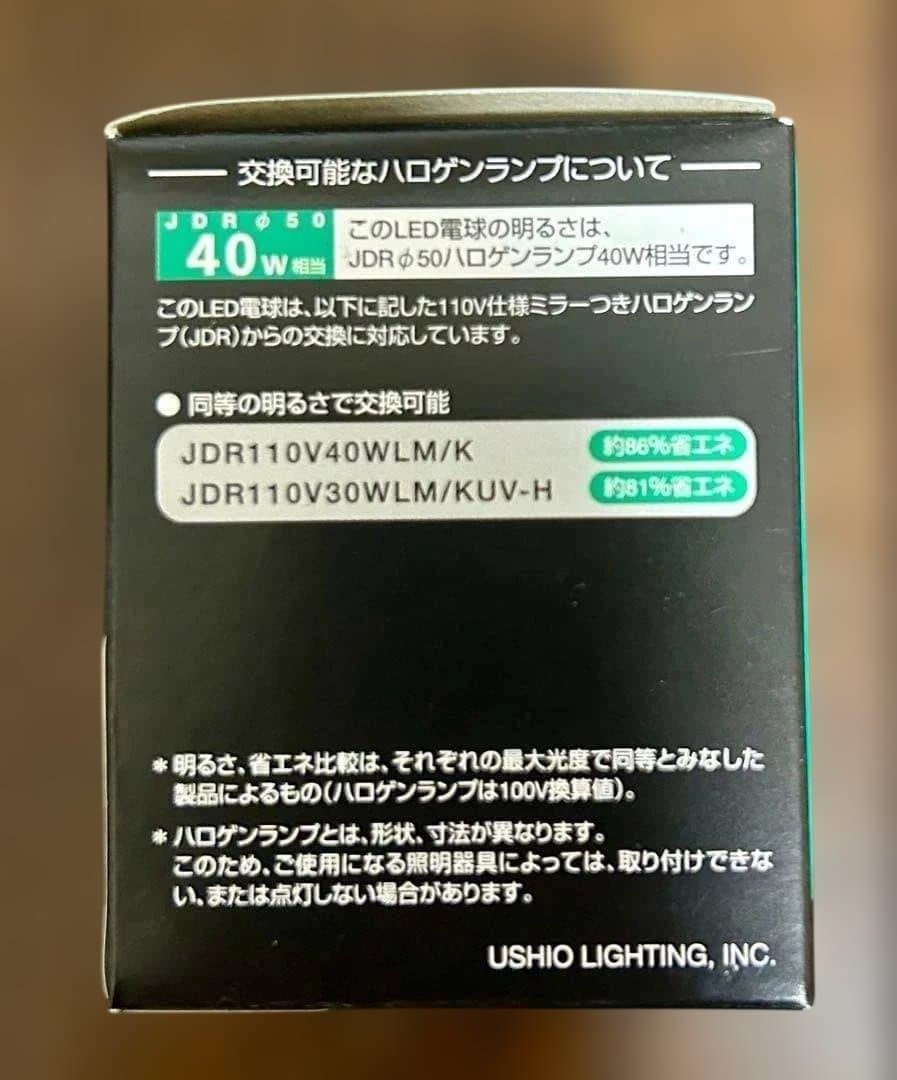 交換可能なハロゲンランプについて
JDRφ50
40W相当
このLED電球の明るさは、
JDRφ50ハロゲンランプ40W相当です。
このLED電球は、以下に記した110V仕様ミラーつきハロゲンラン
プ(JDR)からの交換に対応しています。
● 同等の明るさで交換可能
JDR110V40WLM/K 約86%省エネ
JDR110V30WLM/KUV-H 約81%省エネ
* 明るさ、省エネ比較は、それぞれの最大光度で同等とみなした
製品によるもの(ハロゲンランプは100V換算値)。
* ハロゲンランプとは、形状、寸法が異なります。
このため、ご使用になる照明器具によっては、取り付けできな
い、または点灯しない場合があります。
USHIO LIGHTING, INC.